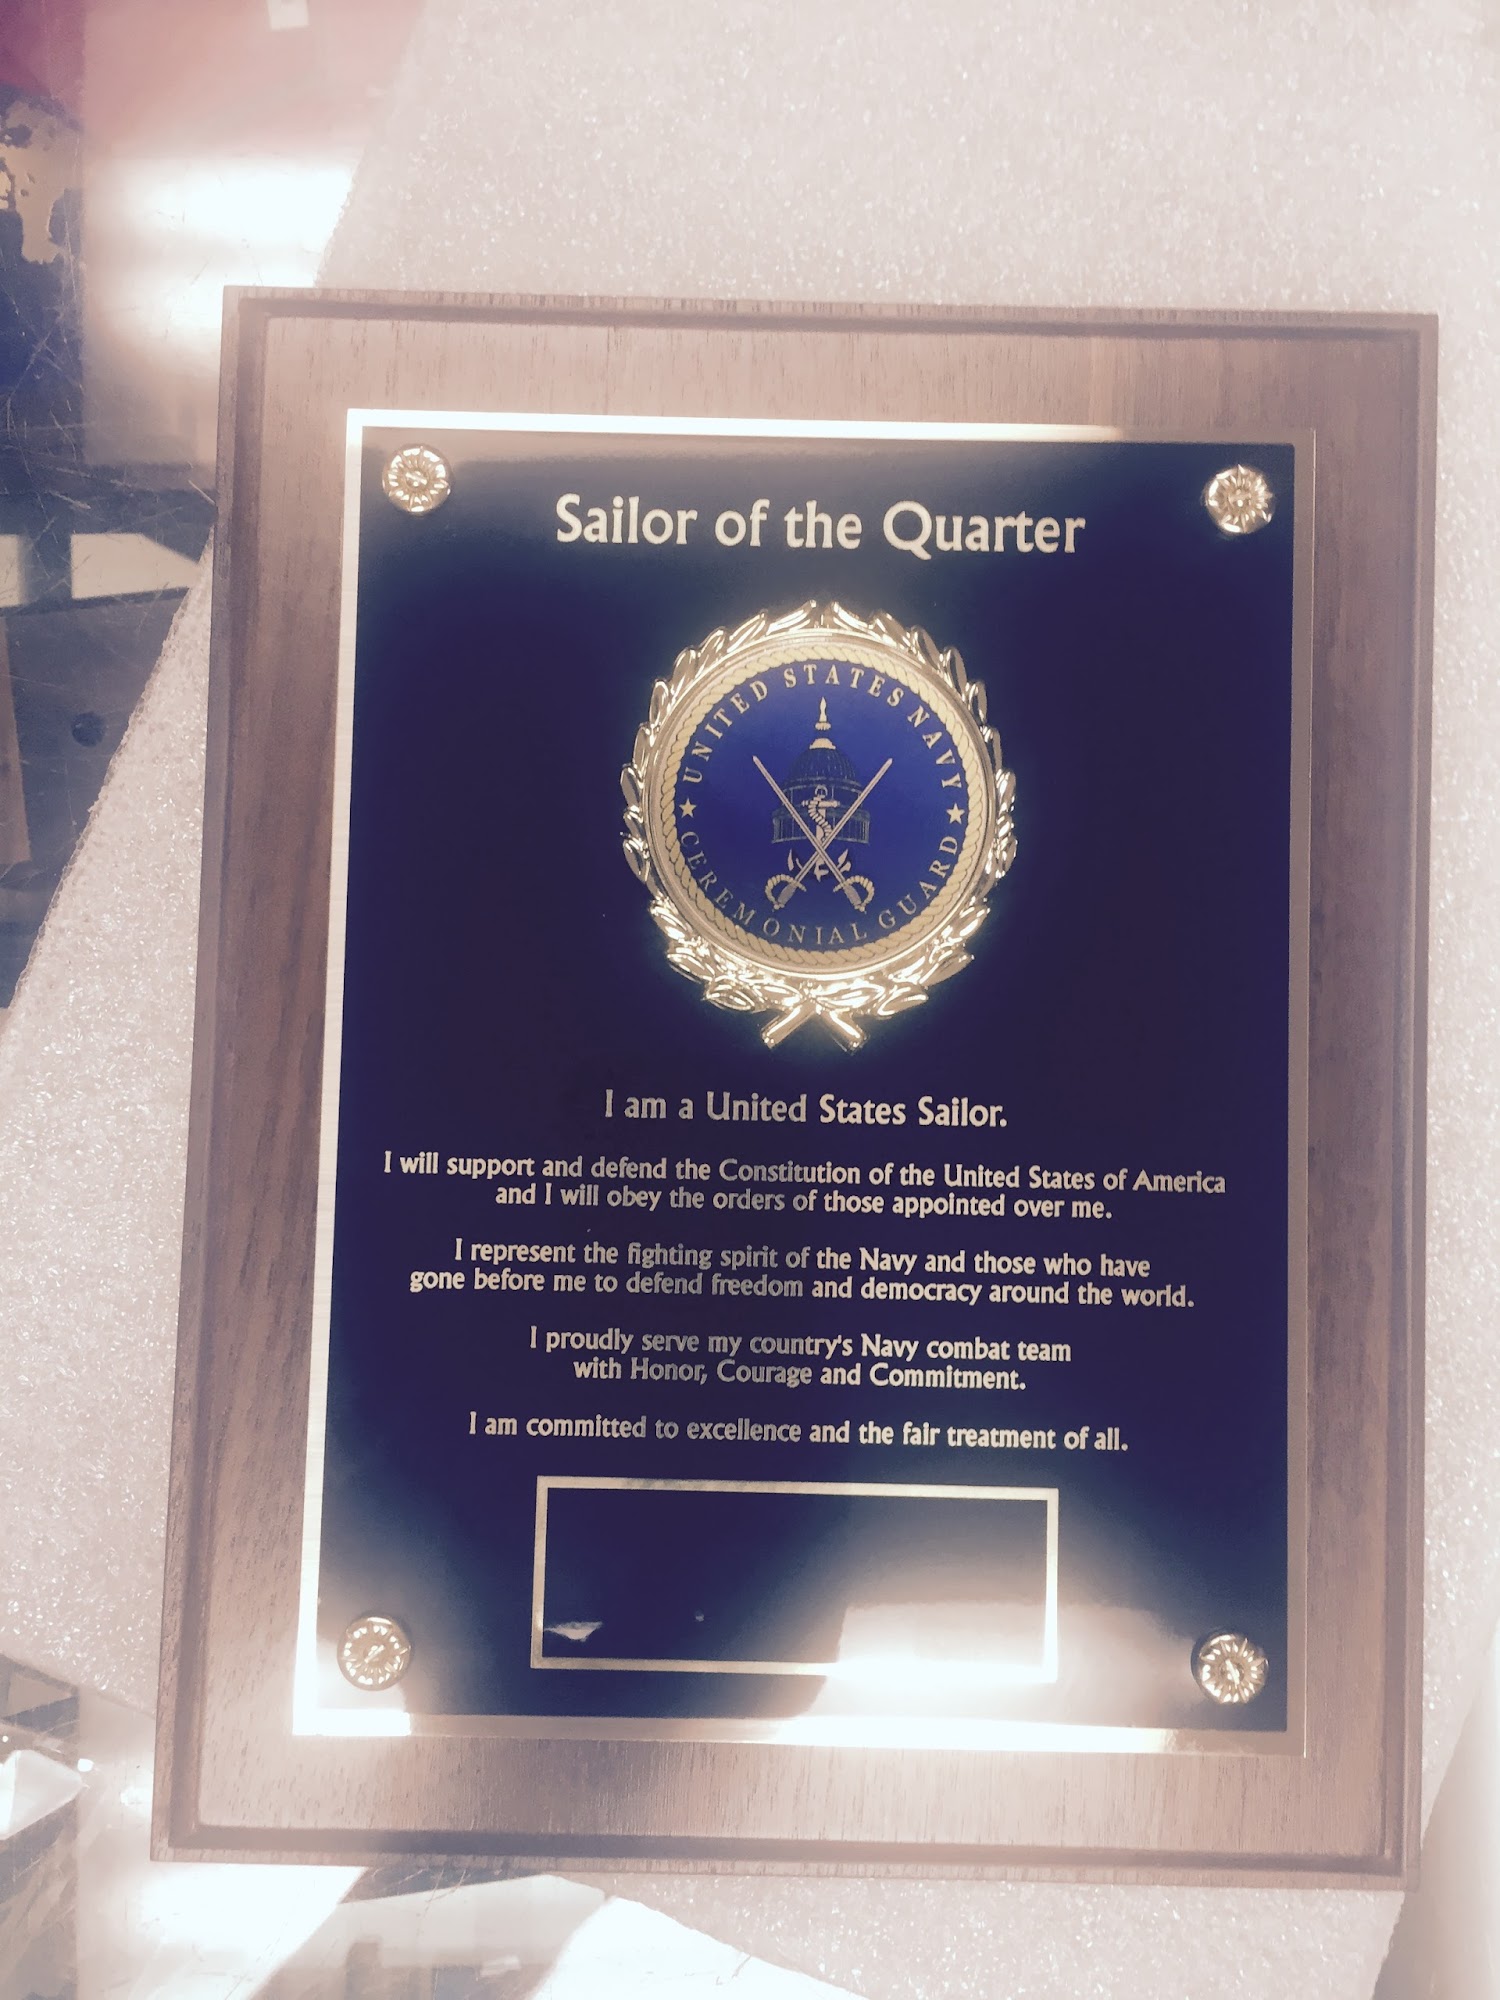 Sailor of the Quarter
UNITED STATES NAVY
CEREMONIAL GUARD
I am a United States Sailor.
I will support and defend the Constitution of the United States of America
and I will obey the orders of those appointed over me.
I represent the fighting spirit of the Navy and those who have
gone before me to defend freedom and democracy around the world.
I proudly serve my country's Navy combat team
with Honor, Courage and Commitment.
I am committed to excellence and the fair treatment of all.